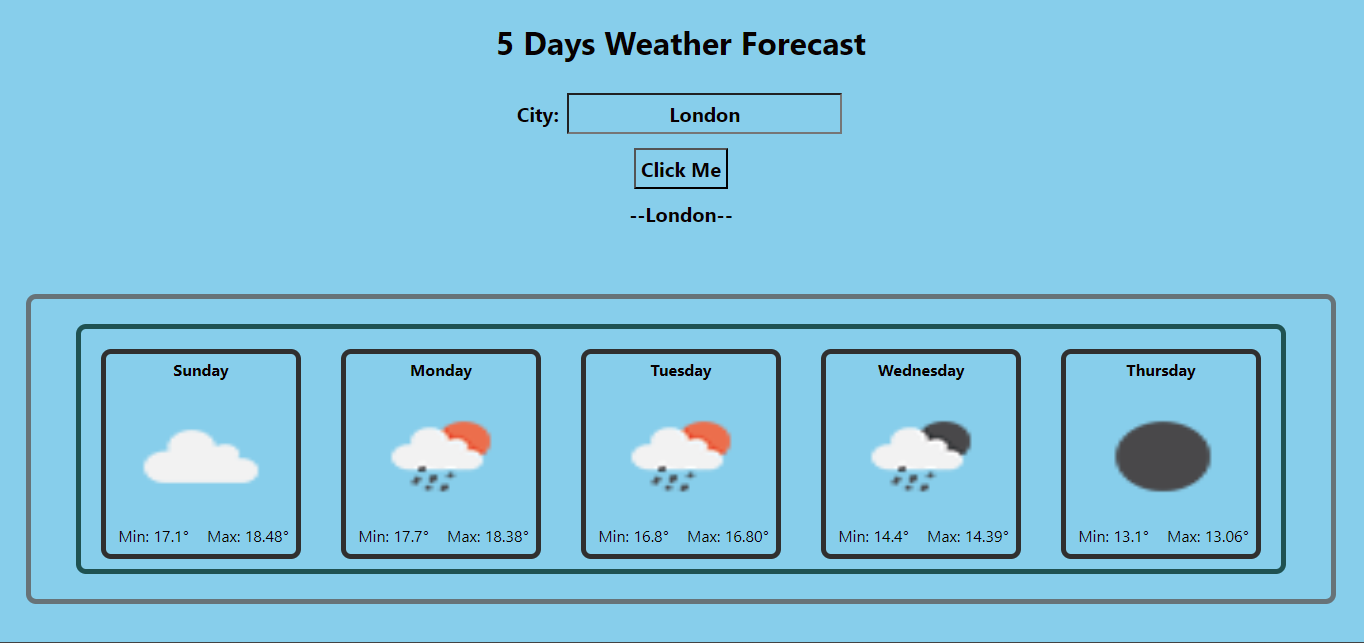 5 Days Weather Forecast
City: London
Click Me
--London--
Sunday Monday Tuesday Wednesday Thursday
Min: 17.1° Max: 18.48° Min: 17.7° Max: 18.38° Min: 16.8° Max: 16.80° Min: 14.4° Max: 14.39° Min: 13.1° Max: 13.06°